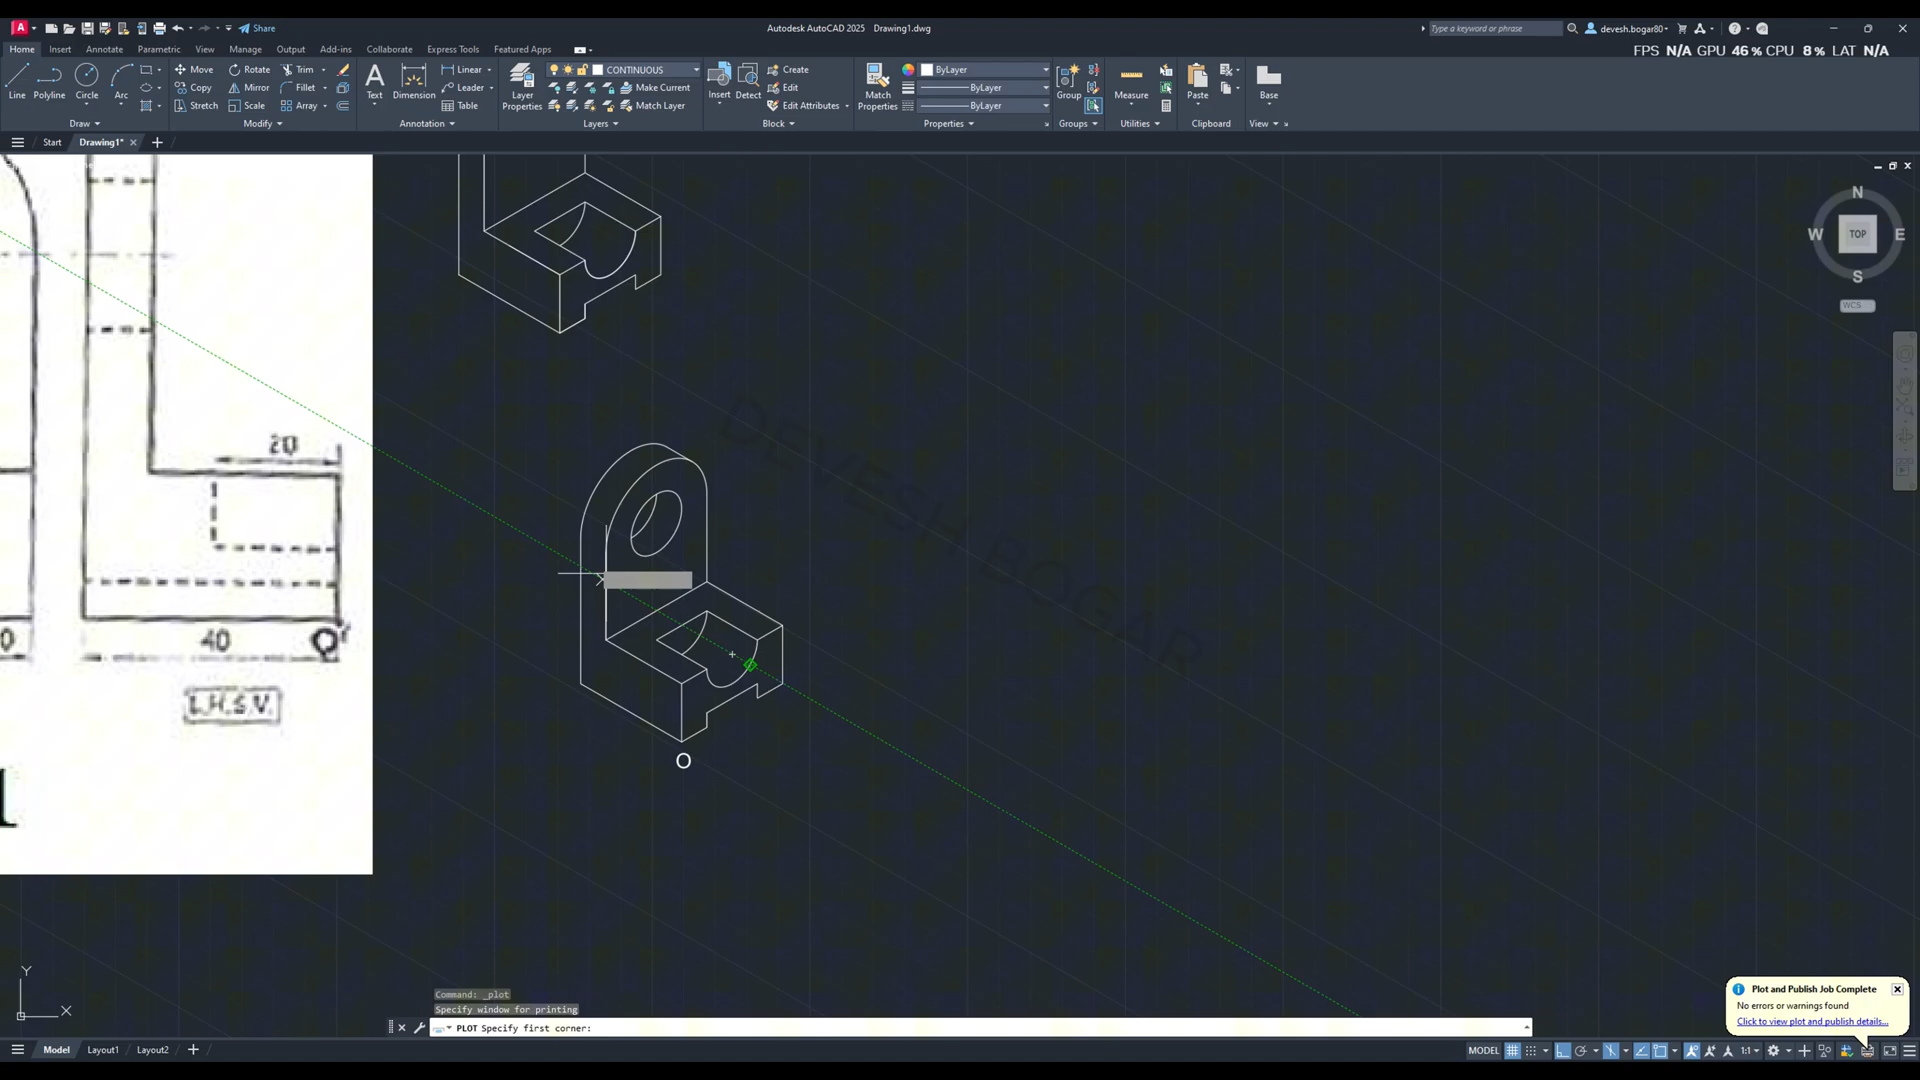 Share
Autodesk AutoCAD 2025 Drawing1.dwg
Type a keyword or phrase
devesh.bogar80
Home Insert Annotate Parametric View Manage Output Add-ins Collaborate Express Tools Featured Apps
FPS N/A GPU 46 % CPU 8 % LAT N/A
Line Polyline Circle Arc
Move Rotate Trim
Copy Mirror Fillet
Stretch Scale Array
Text Dimension
Linear
Leader
Table
Layer Properties
CONTINUOUS
Make Current
Match Layer
Insert Detect
Create
Edit
Edit Attributes
Match Properties
ByLayer
ByLayer
ByLayer
Group Measure Paste Base
Draw Modify Annotation Layers Block Properties Groups Utilities Clipboard View
Start Drawing1*
N
W TOP E
S
WCS
20
0 40 O
L.H.S.V.
DEVESH BOGAR
O
Y
X
Command: _plot
Specify window for printing
PLOT Specify first corner:
Plot and Publish Job Complete
No errors or warnings found
Click to view plot and publish details...
Model Layout1 Layout2
MODEL 1:1